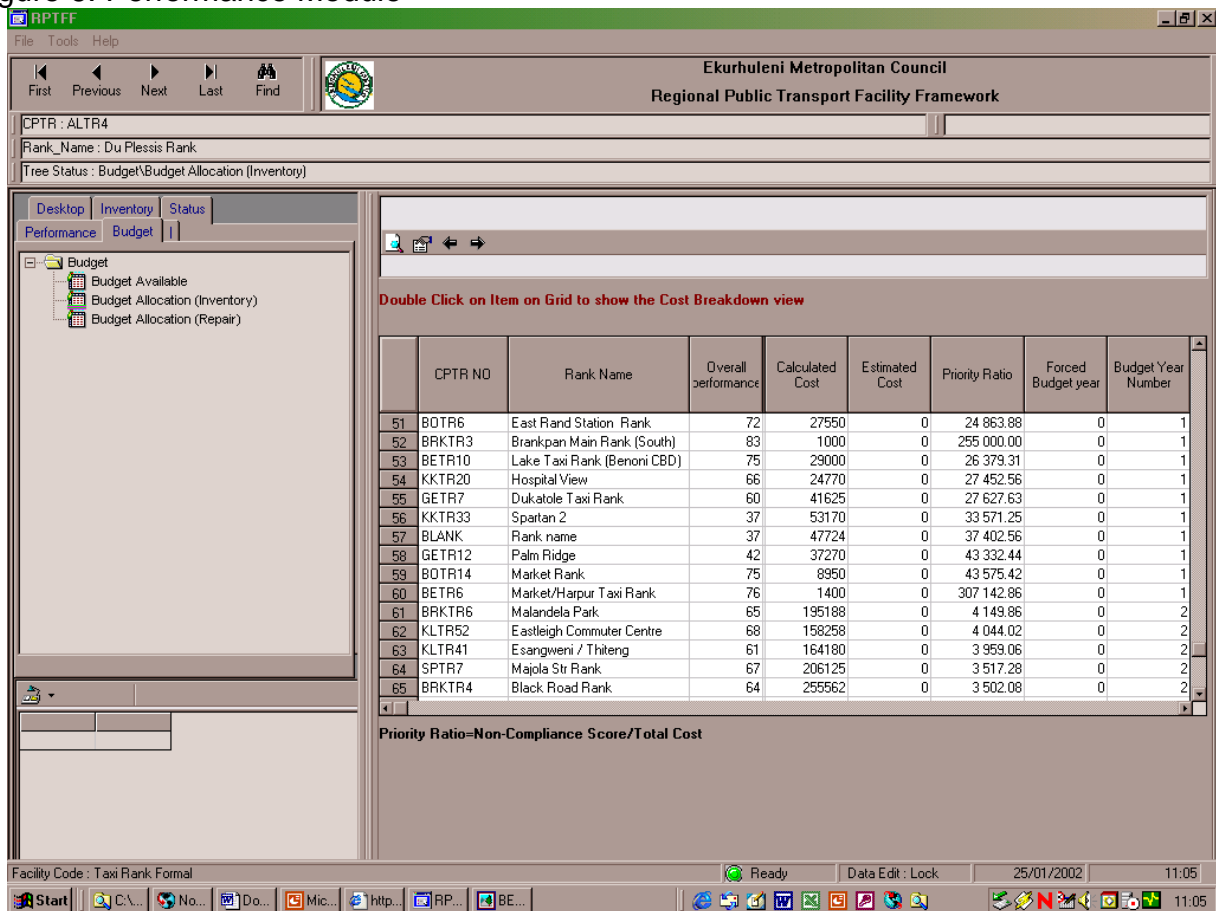 RPTFF
File Tools Help
First Previous Next Last Find
Ekurhuleni Metropolitan Council
Regional Public Transport Facility Framework
CPTR : ALTR4
Rank_Name : Du Plessis Rank
Tree Status : Budget\Budget Allocation (Inventory)
Desktop Inventory Status
Performance Budget
Budget
Budget Available
Budget Allocation (Inventory)
Budget Allocation (Repair)
Double Click on Item on Grid to show the Cost Breakdown view
CPTR NO Rank Name Overall performance Calculated Cost Estimated Cost Priority Ratio Forced Budget year Budget Year Number
51 BOTR6 East Rand Station Rank 72 27550 0 24 863.88 0 1
52 BRKTR3 Brankpan Main Rank (South) 83 1000 0 255 000.00 0 1
53 BETR10 Lake Taxi Rank (Benoni CBD) 75 29000 0 26 379.31 0 1
54 KKTR20 Hospital View 66 24770 0 27 452.56 0 1
55 GETR7 Dukatole Taxi Rank 60 41625 0 27 627.63 0 1
56 KKTR33 Spartan 2 37 53170 0 33 571.25 0 1
57 BLANK Rank name 37 47724 0 37 402.56 0 1
58 GETR12 Palm Ridge 42 37270 0 43 332.44 0 1
59 BOTR14 Market Rank 75 8950 0 43 575.42 0 1
60 BETR6 Market/Harpur Taxi Rank 76 1400 0 307 142.86 0 1
61 BRKTR6 Malandela Park 65 195188 0 4 149.86 0 2
62 KLTR52 Eastleigh Commuter Centre 68 158258 0 4 044.02 0 2
63 KLTR41 Esangweni / Thiteng 61 164180 0 3 959.06 0 2
64 SPTR7 Majola Str Rank 67 206125 0 3 517.28 0 2
65 BRKTR4 Black Road Rank 64 255562 0 3 502.08 0 2
Priority Ratio=Non-Compliance Score/Total Cost
Facility Code : Taxi Rank Formal Ready Data Edit : Lock 25/01/2002 11:05
Start C:\... No... Do... Mic... http... RP... BE... 11:05